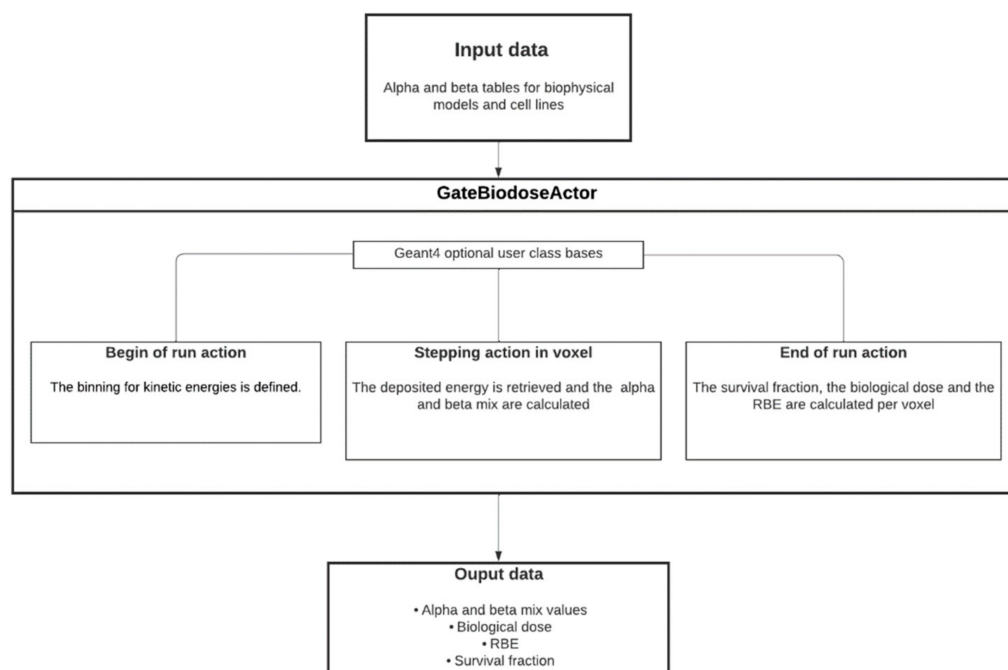 Input data
Alpha and beta tables for biophysical
models and cell lines
GateBiodoseActor
Geant4 optional user class bases
Begin of run action
The binning for kinetic energies is defined.
Stepping action in voxel
The deposited energy is retrieved and the alpha
and beta mix are calculated
End of run action
The survival fraction, the biological dose and the
RBE are calculated per voxel
Ouput data
• Alpha and beta mix values
• Biological dose
• RBE
• Survival fraction